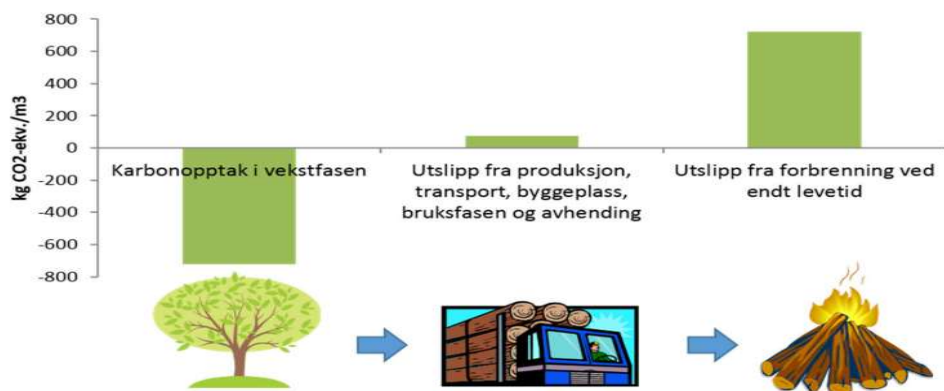 800
600
400
200
0
-200
-400
-600
-800
kg CO2-ekv./m3
Karbonopptak i vekstfasen
Utslipp fra produksjon,
transport, byggeplass,
bruksfasen og avhending
Utslipp fra forbrenning ved
endt levetid